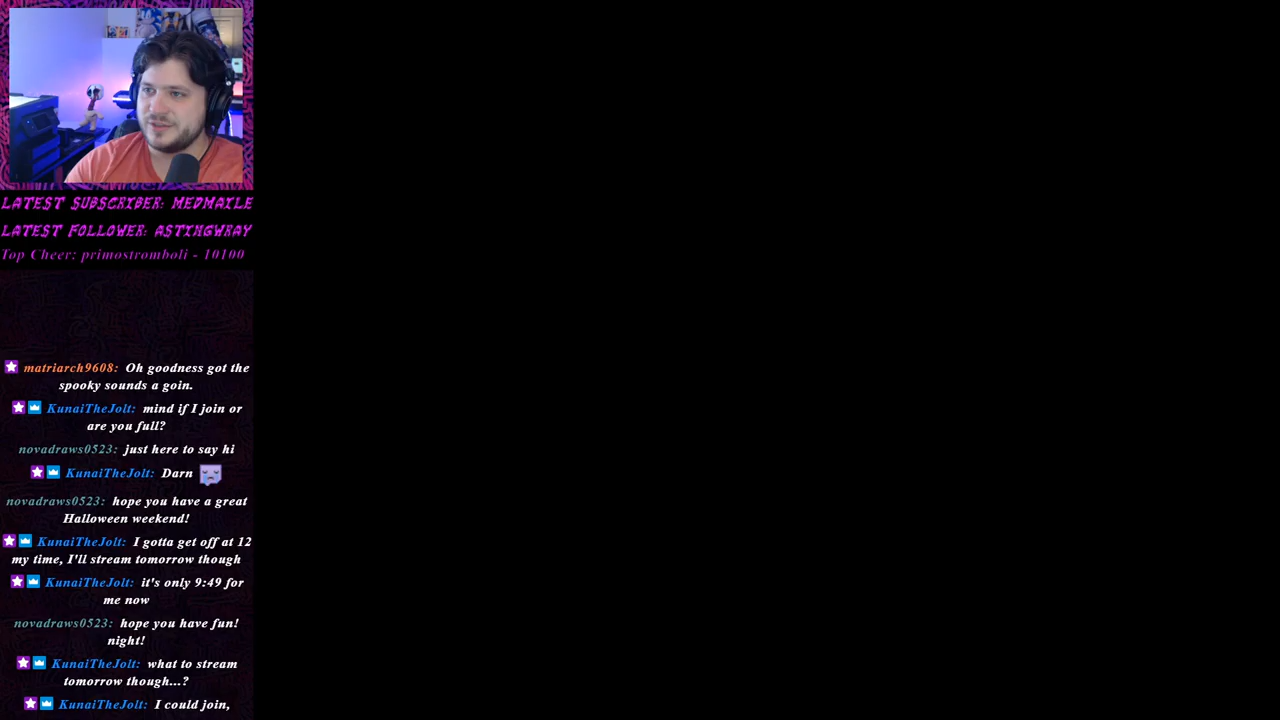 LATEST SUBSCRIBER: MEDMAILE
LATEST FOLLOWER: ASTINGWRAY
Top Cheer: primostromboli - 10100
matriarch9608: Oh goodness got the
spooky sounds a goin.
KunaiTheJolt: mind if I join or
are you full?
novadraws0523: just here to say hi
KunaiTheJolt: Darn
novadraws0523: hope you have a great
Halloween weekend!
KunaiTheJolt: I gotta get off at 12
my time, I'll stream tomorrow though
KunaiTheJolt: it's only 9:49 for
me now
novadraws0523: hope you have fun!
night!
KunaiTheJolt: what to stream
tomorrow though...?
KunaiTheJolt: I could join,